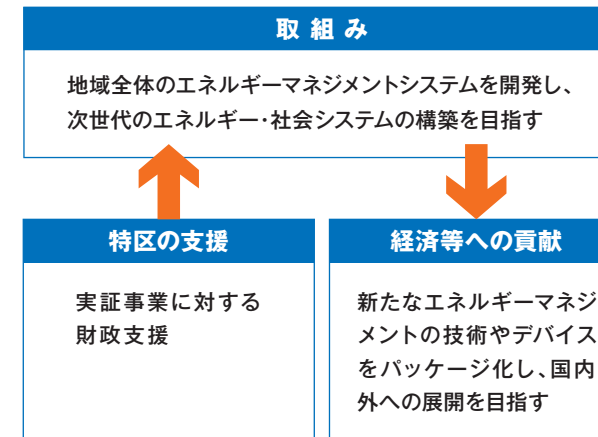 取組み
地域全体のエネルギーマネジメントシステムを開発し、
次世代のエネルギー・社会システムの構築を目指す
特区の支援
実証事業に対する
財政支援
経済等への貢献
新たなエネルギーマネジ
メントの技術やデバイス
をパッケージ化し、国内
外への展開を目指す